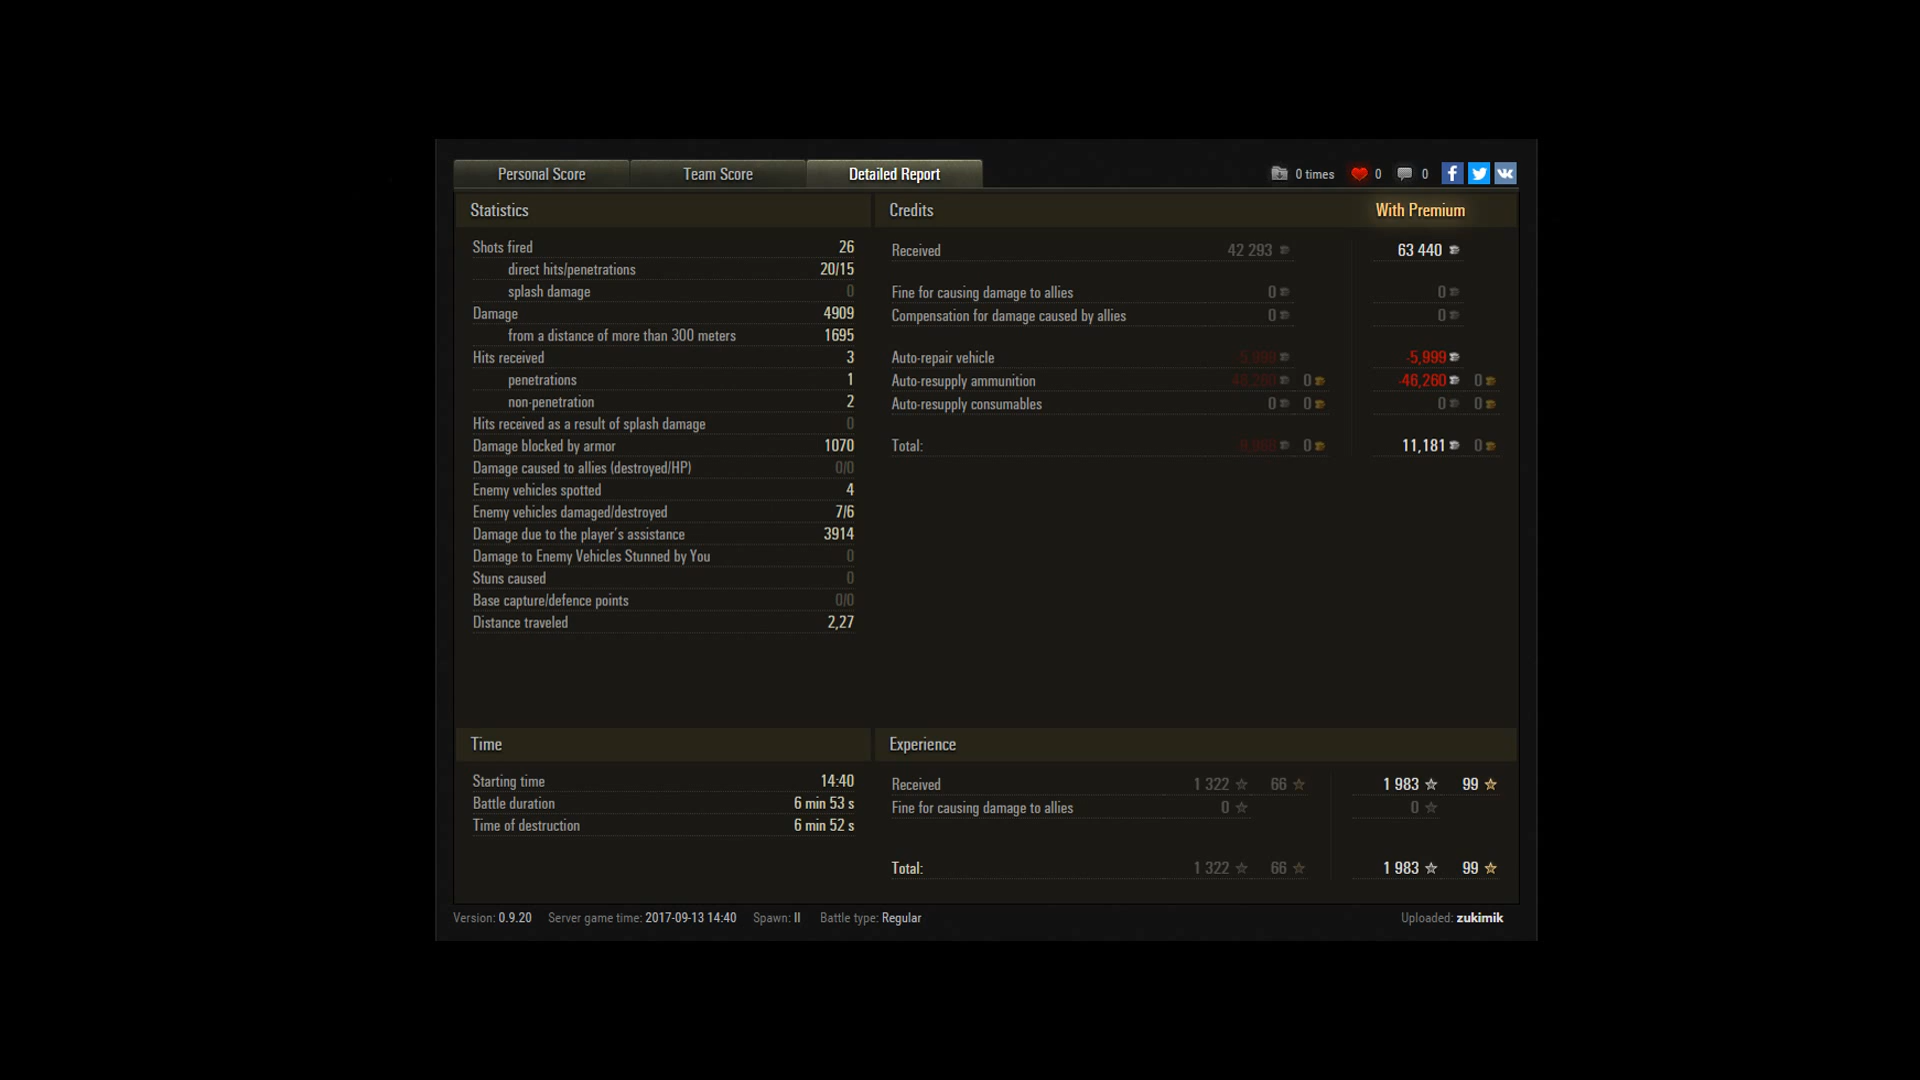 Personal Score Team Score Detailed Report 0 times 0 0
Statistics
Shots fired 26
direct hits/penetrations 20/15
splash damage 0
Damage 4909
from a distance of more than 300 meters 1695
Hits received 3
penetrations 1
non-penetration 2
Hits received as a result of splash damage 0
Damage blocked by armor 1070
Damage caused to allies (destroyed/HP) 0/0
Enemy vehicles spotted 4
Enemy vehicles damaged/destroyed 7/6
Damage due to the player's assistance 3914
Damage to Enemy Vehicles Stunned by You 0
Stuns caused 0
Base capture/defence points 0/0
Distance traveled 2,27
Credits With Premium
Received 42 293 63 440
Fine for causing damage to allies 0 0
Compensation for damage caused by allies 0 0
Auto-repair vehicle -5,999
Auto-resupply ammunition 0 -46,260 0
Auto-resupply consumables 0 0 0 0
Total: 0 11,181 0
Time
Starting time 14:40
Battle duration 6 min 53 s
Time of destruction 6 min 52 s
Experience
Received 1 322 66 1 983 99
Fine for causing damage to allies 0 0
Total: 1 322 66 1 983 99
Version: 0.9.20 Server game time: 2017-09-13 14:40 Spawn: II Battle type: Regular Uploaded: zukimik